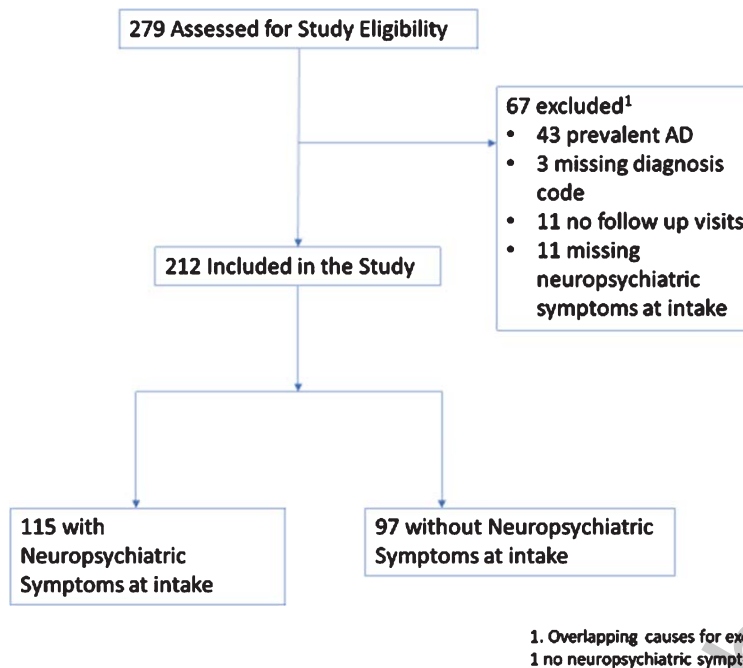 279 Assessed for Study Eligibility
67 excluded¹
• 43 prevalent AD
• 3 missing diagnosis
code
• 11 no follow up visits
• 11 missing
neuropsychiatric
symptoms at intake
212 Included in the Study
115 with
Neuropsychiatric
Symptoms at intake
97 without Neuropsychiatric
Symptoms at intake
1. Overlapping causes for
1 no neuropsychiatric